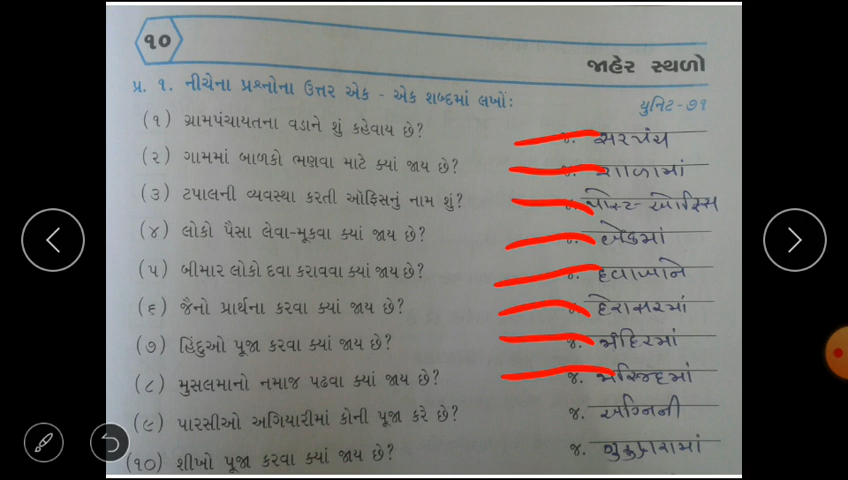 ૧૦
જાહેર સ્થળો
પ્ર. ૧. નીચેના પ્રશ્નોના ઉત્તર એક - એક શબ્દમાં લખો:
યુનિટ-૭૧
(૧) ગ્રામપંચાયતના વડાને શું કહેવાય છે? જ. સરપંચ
(૨) ગામમાં બાળકો ભણવા માટે ક્યાં જાય છે? જ. શાળામાં
(૩) ટપાલની વ્યવસ્થા કરતી ઑફિસનું નામ શું? જ. પોસ્ટ-ઓફિસ
(૪) લોકો પૈસા લેવા-મૂકવા ક્યાં જાય છે? જ. બેંકમાં
(૫) બીમાર લોકો દવા કરાવવા ક્યાં જાય છે? જ. દવાખાને
(૬) જૈનો પ્રાર્થના કરવા ક્યાં જાય છે? જ. દેરાસરમાં
(૭) હિંદુઓ પૂજા કરવા ક્યાં જાય છે? જ. મંદિરમાં
(૮) મુસલમાનો નમાજ પઢવા ક્યાં જાય છે? જ. મસ્જિદમાં
(૯) પારસીઓ અગિયારીમાં કોની પૂજા કરે છે? જ. અગ્નિની
(૧૦) શીખો પૂજા કરવા ક્યાં જાય છે? જ. ગુરુદ્વારામાં